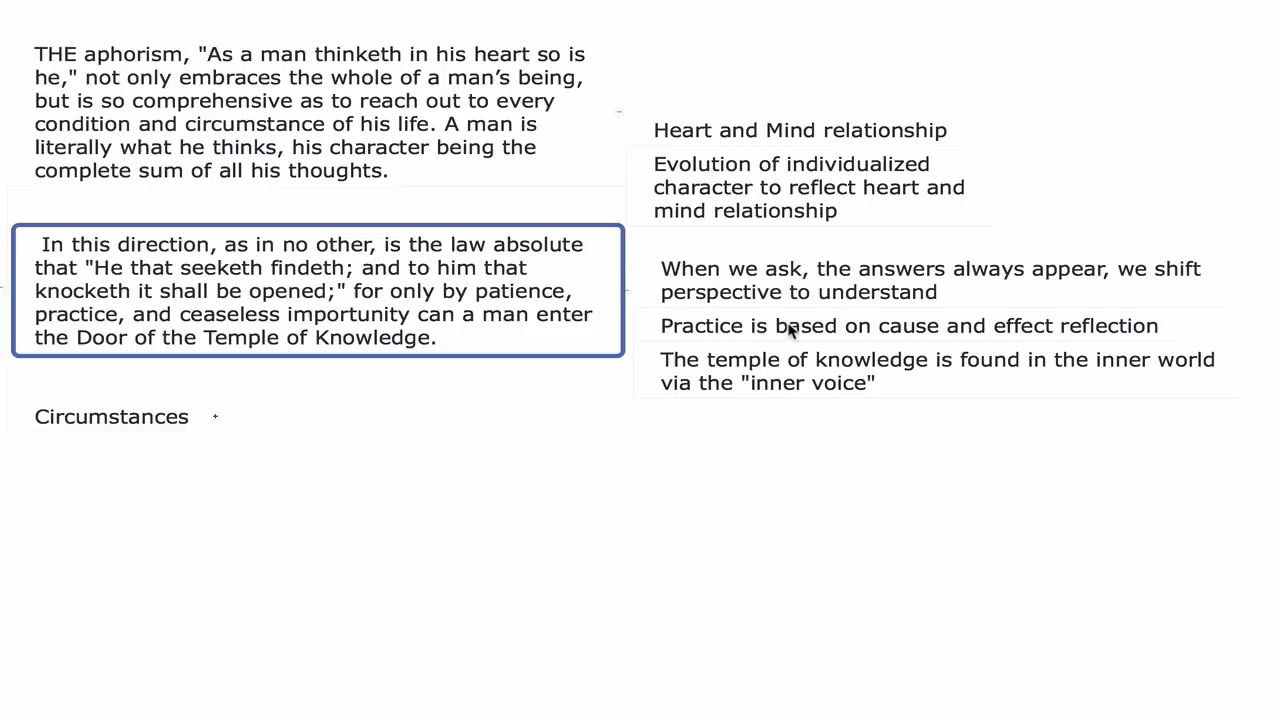 THE aphorism, "As a man thinketh in his heart so is
he," not only embraces the whole of a man’s being,
but is so comprehensive as to reach out to every
condition and circumstance of his life. A man is
literally what he thinks, his character being the
complete sum of all his thoughts.
Heart and Mind relationship
Evolution of individualized
character to reflect heart and
mind relationship
In this direction, as in no other, is the law absolute
that "He that seeketh findeth; and to him that
knocketh it shall be opened;" for only by patience,
practice, and ceaseless importunity can a man enter
the Door of the Temple of Knowledge.
When we ask, the answers always appear, we shift
perspective to understand
Practice is based on cause and effect reflection
The temple of knowledge is found in the inner world
via the "inner voice"
Circumstances